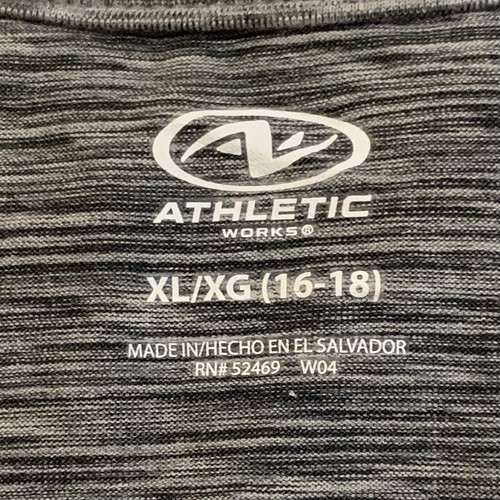 ATHLETIC
WORKS®
XL/XG (16-18)
MADE IN/HECHO EN EL SALVADOR
RN# 52469 W04